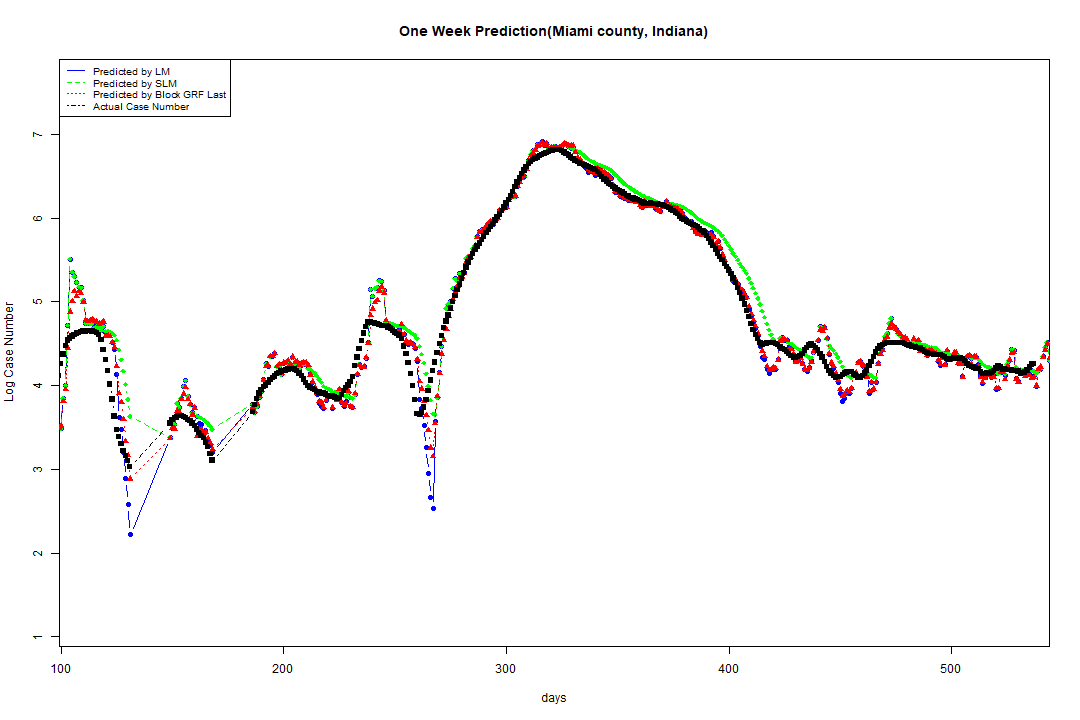 One Week Prediction(Miami county, Indiana)
Predicted by LM
Predicted by SLM
Predicted by Block GRF Last
Actual Case Number
7
6
5
4
3
2
1
Log Case Number
100 200 300 400 500
days